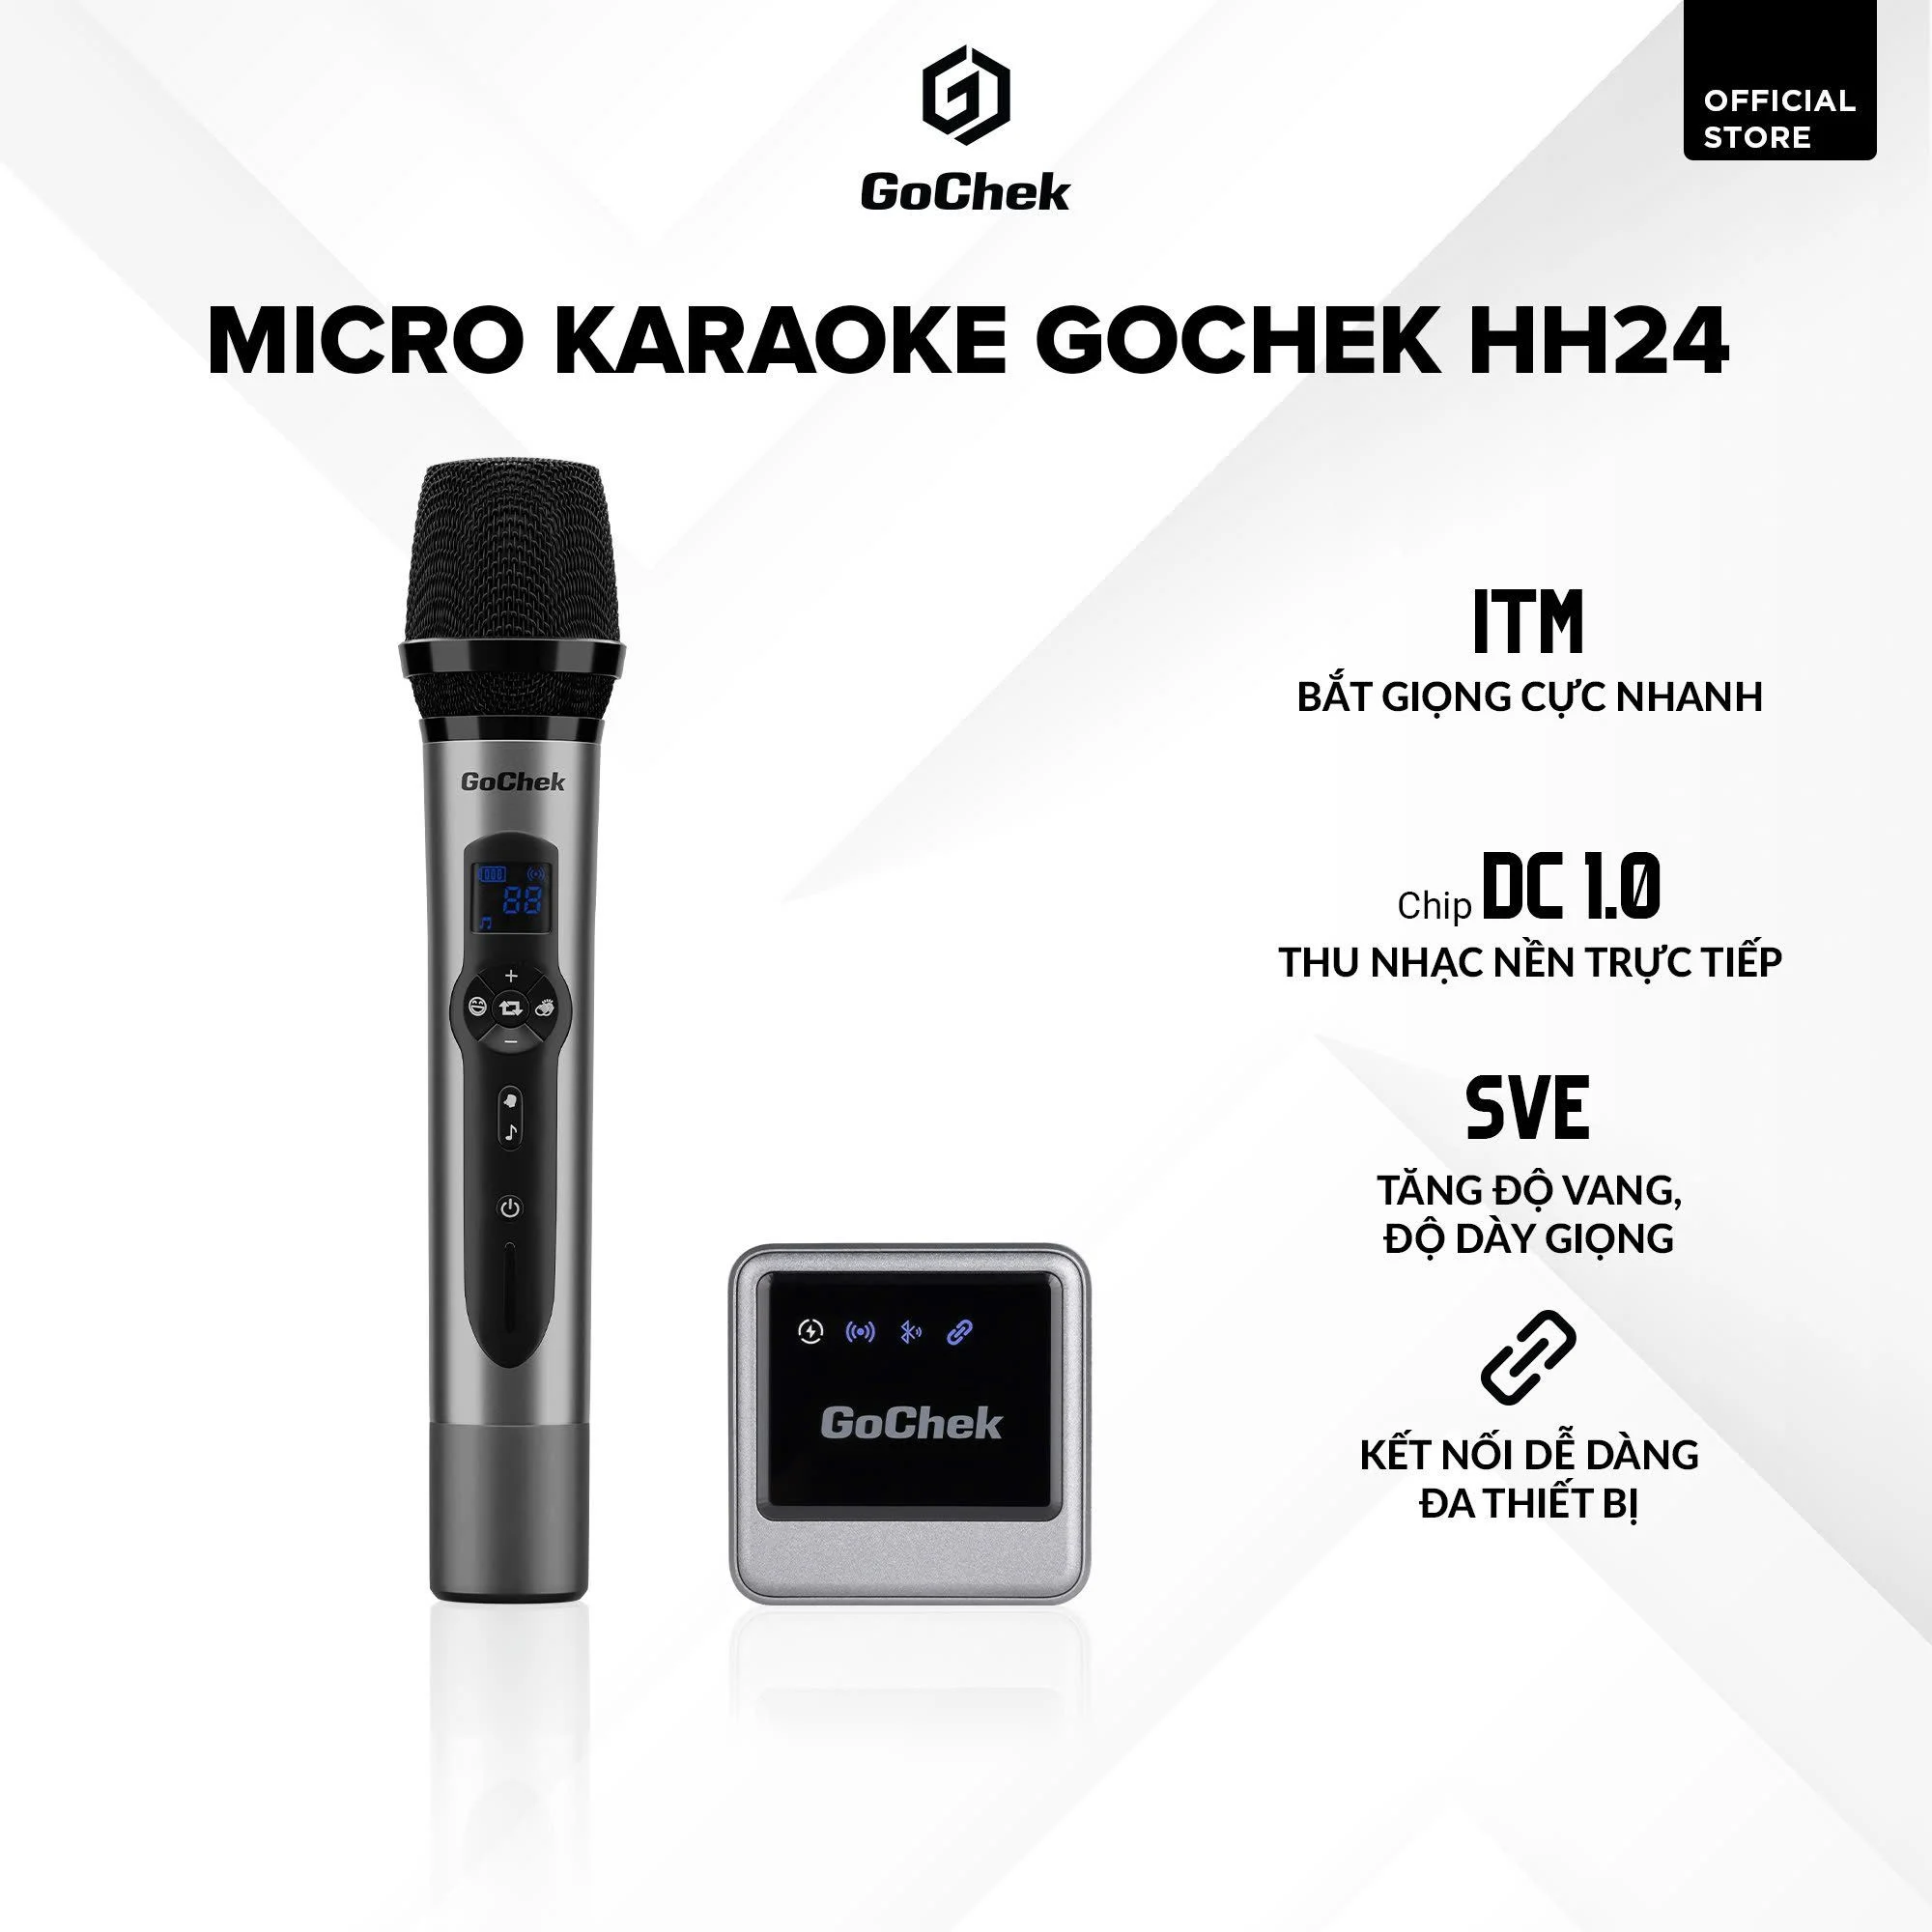 OFFICIAL
STORE
GoChek
MICRO KARAOKE GOCHEK HH24
ITM
BẮT GIỌNG CỰC NHANH
GoChek
88
Chip DC 1.0
THU NHẠC NỀN TRỰC TIẾP
SVE
TĂNG ĐỘ VANG,
ĐỘ DÀY GIỌNG
GoChek
KẾT NỐI DỄ DÀNG
ĐA THIẾT BỊ